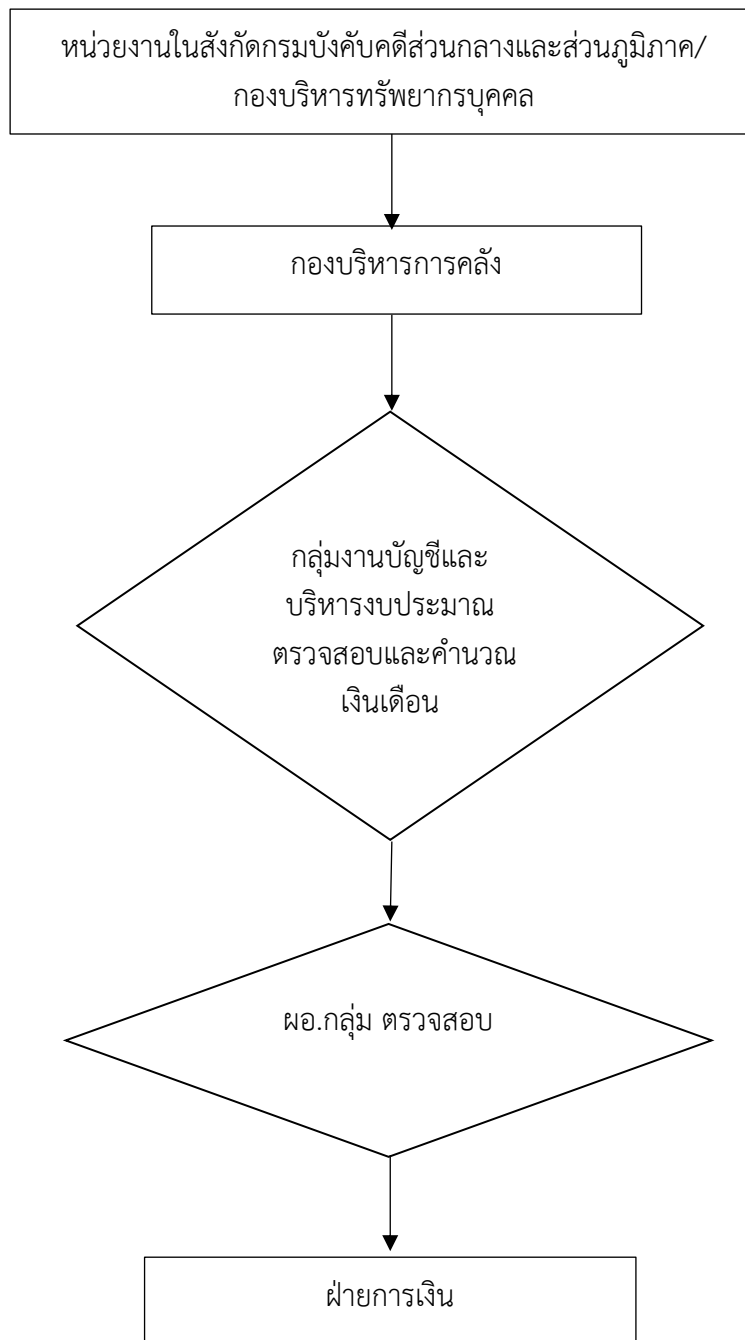 หน่วยงานในสังกัดกรมบังคับคดีส่วนกลางและส่วนภูมิภาค/
กองบริหารทรัพยากรบุคคล
กองบริหารการคลัง
กลุ่มงานบัญชีและ
บริหารงบประมาณ
ตรวจสอบและคำนวณ
เงินเดือน
ผอ.กลุ่ม ตรวจสอบ
ฝ่ายการเงิน